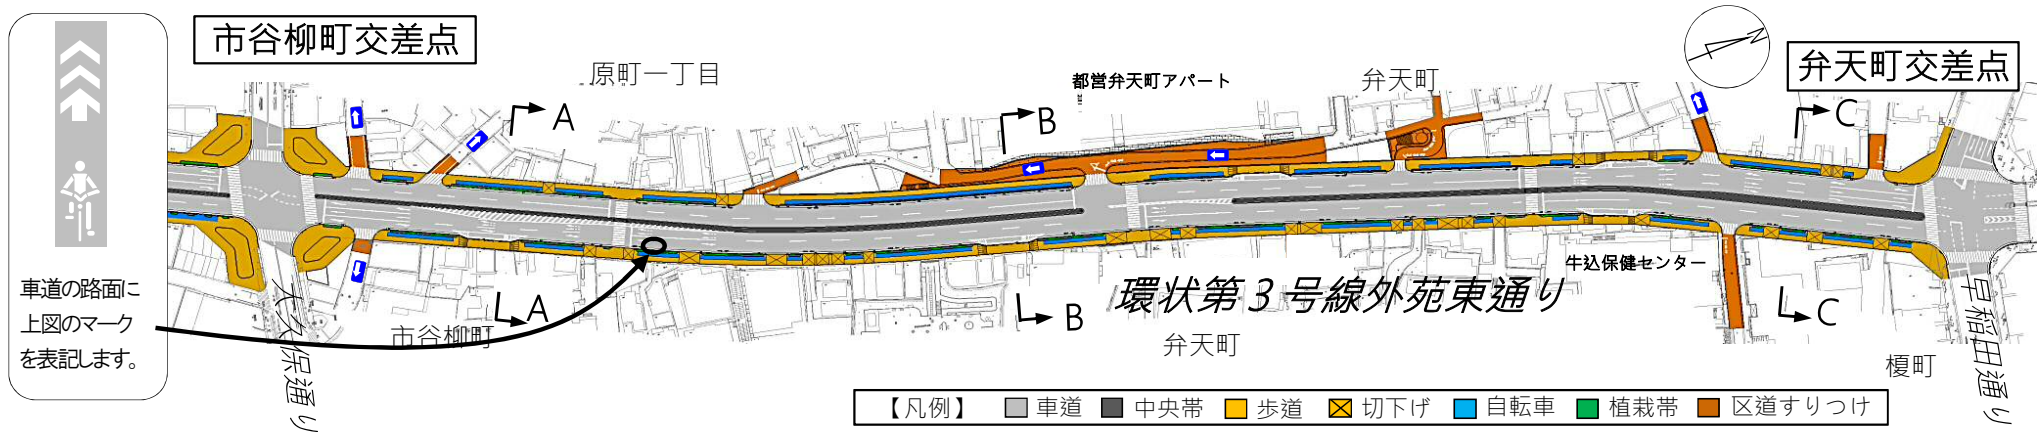 市谷柳町交差点
原町一丁目
都営弁天町アパート
弁天町
N
弁天町交差点
A
B
C
車道の路面に
上図のマーク
を表記します。
大久保通り
市谷柳町
A
B
環状第３号線外苑東通り
弁天町
牛込保健センター
C
榎町
早稲田通り
【凡例】 車道 中央帯 歩道 切下げ 自転車 植栽帯 区道すりつけ